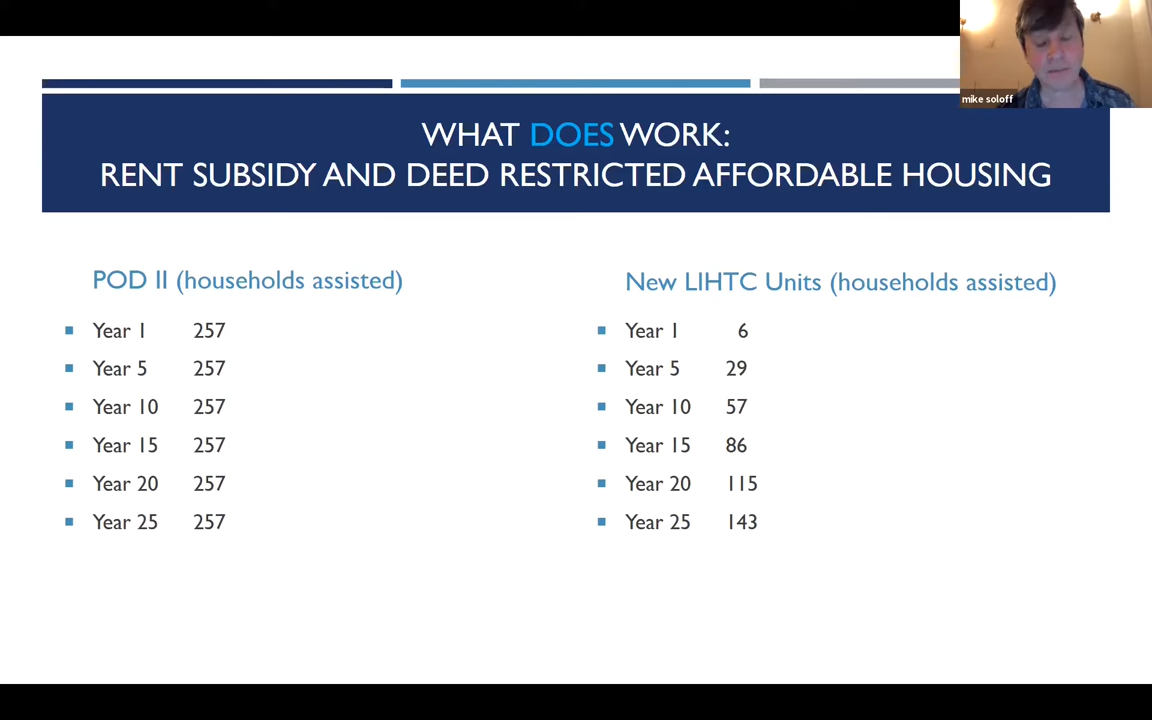 mike soloff
WHAT DOES WORK:
RENT SUBSIDY AND DEED RESTRICTED AFFORDABLE HOUSING
POD II (households assisted)
Year 1 257
Year 5 257
Year 10 257
Year 15 257
Year 20 257
Year 25 257
New LIHTC Units (households assisted)
Year 1 6
Year 5 29
Year 10 57
Year 15 86
Year 20 115
Year 25 143